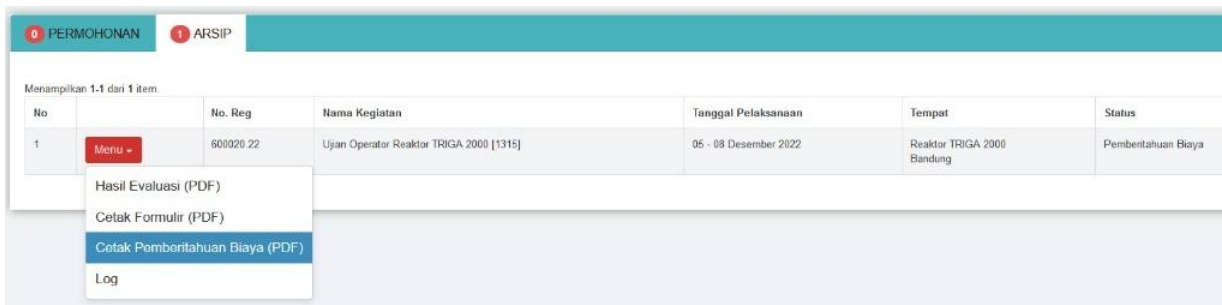 0 PERMOHONAN 1 ARSIP
Menampilkan 1-1 dari 1 item.
No No. Reg Nama Kegiatan Tanggal Pelaksanaan Tempat Status
1 Menu 600020.22 Ujian Operator Reaktor TRIGA 2000 [1315] 05 - 08 Desember 2022 Reaktor TRIGA 2000 Pemberitahuan Biaya
Bandung
Hasil Evaluasi (PDF)
Cetak Formulir (PDF)
Cetak Pemberitahuan Biaya (PDF)
Log